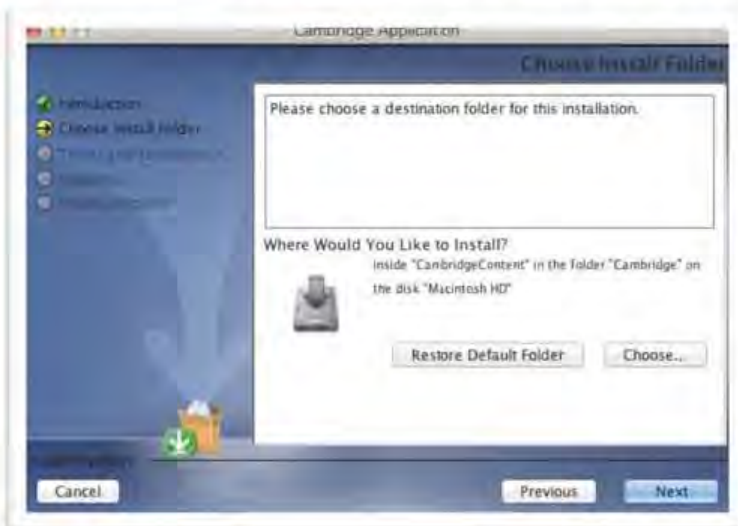 Cambridge Application
Choose Install Folder
Introduction
Choose Install Folder
Please choose a destination folder for this installation.
Where Would You Like to Install?
Inside "CambridgeContent" in the folder "Cambridge" on
the disk "Macintosh HD"
Restore Default Folder
Choose...
Cancel
Previous
Next